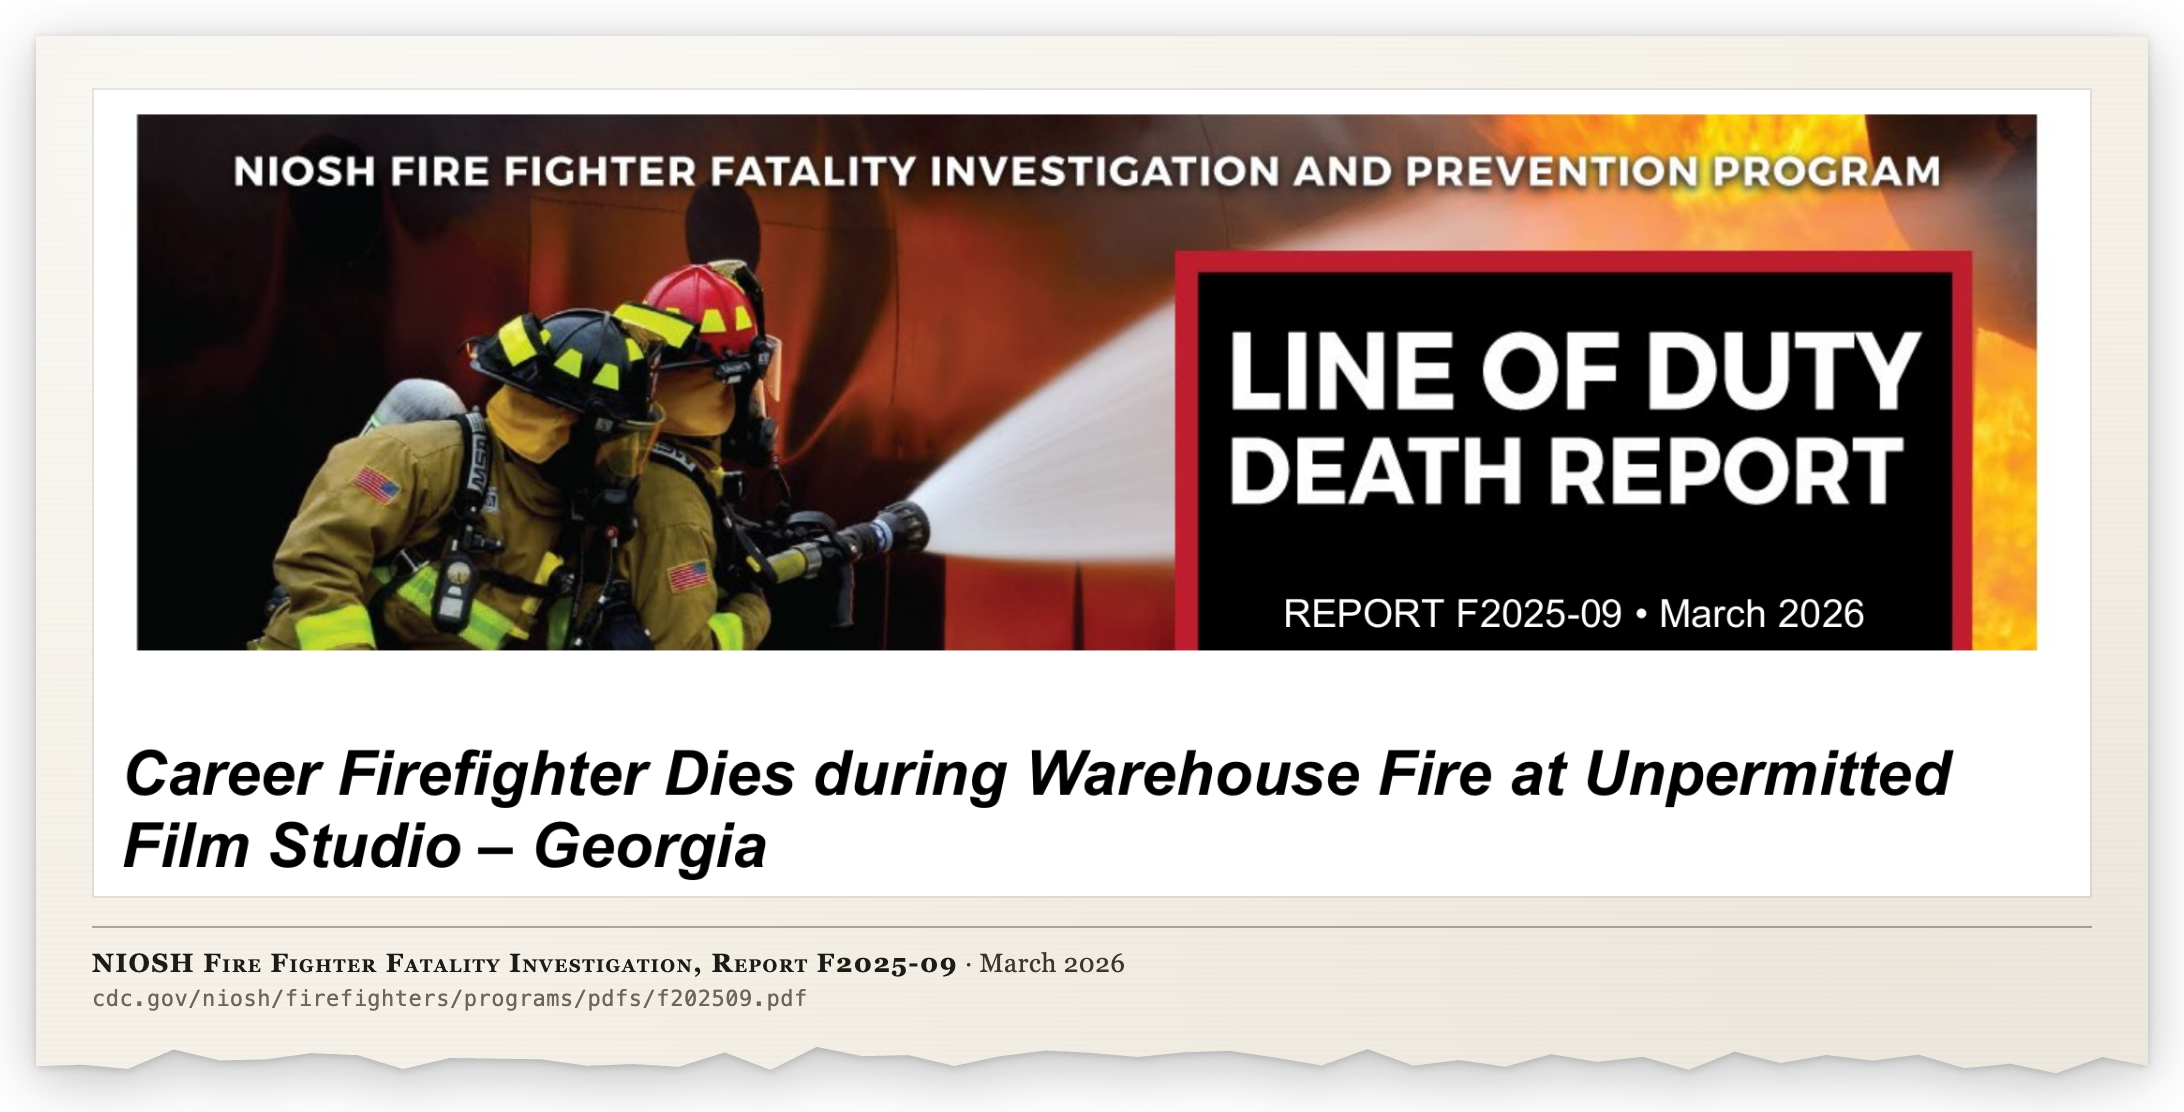 NIOSH FIRE FIGHTER FATALITY INVESTIGATION AND PREVENTION PROGRAM
LINE OF DUTY
DEATH REPORT
REPORT F2025-09 • March 2026
Career Firefighter Dies during Warehouse Fire at Unpermitted
Film Studio – Georgia
NIOSH Fire Fighter Fatality Investigation, Report F2025-09 · March 2026
cdc.gov/niosh/firefighters/programs/pdfs/f202509.pdf